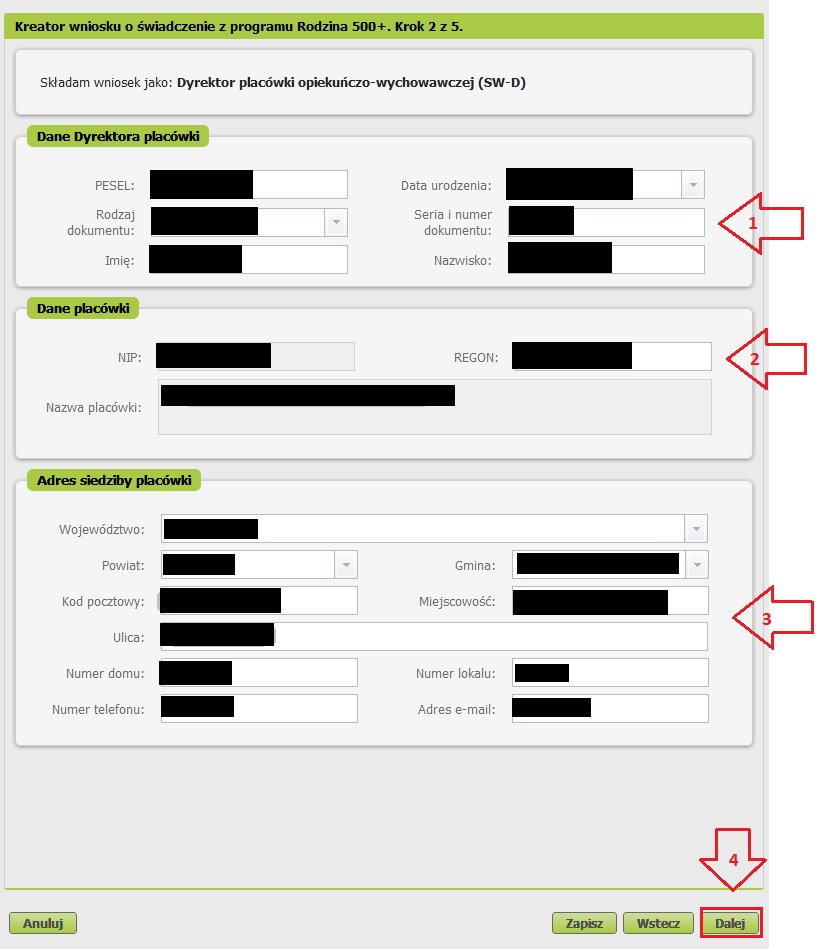 Kreator wniosku o świadczenie z programu Rodzina 500+. Krok 2 z 5.
Składam wniosek jako: Dyrektor placówki opiekuńczo-wychowawczej (SW-D)
Dane Dyrektora placówki
PESEL: Data urodzenia:
Rodzaj dokumentu: Seria i numer dokumentu: 1
Imię: Nazwisko:
Dane placówki
NIP: REGON: 2
Nazwa placówki:
Adres siedziby placówki
Województwo:
Powiat: Gmina:
Kod pocztowy: Miejscowość:
3
Ulica:
Numer domu: Numer lokalu:
Numer telefonu: Adres e-mail:
4
Anuluj Zapisz Wstecz Dalej